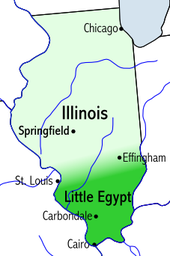 Chicago
Illinois
Springfield
Effingham
St. Louis
Little Egypt
Carbondale
Cairo